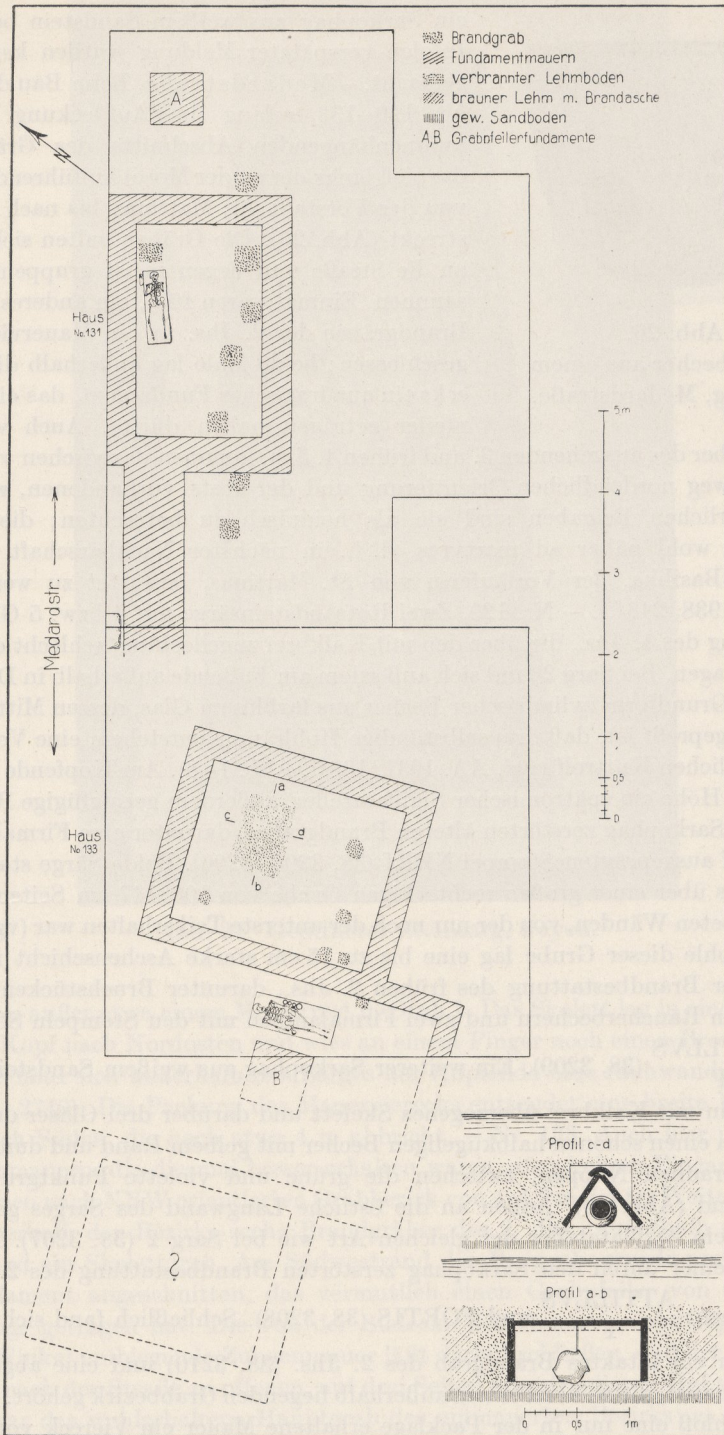 Brandgrab
Fundamentmauern
verbrannter Lehmboden
brauner Lehm m. Brandasche
gew. Sandboden
A,B Grabpfeilerfundamente
A
N
Haus
No. 131
5m
4
3
2
1
0,5
0
Medardstr.
Haus
No 133
a
c
d
b
B
?
Profil c-d
Profil a-b
0 0,5 1m